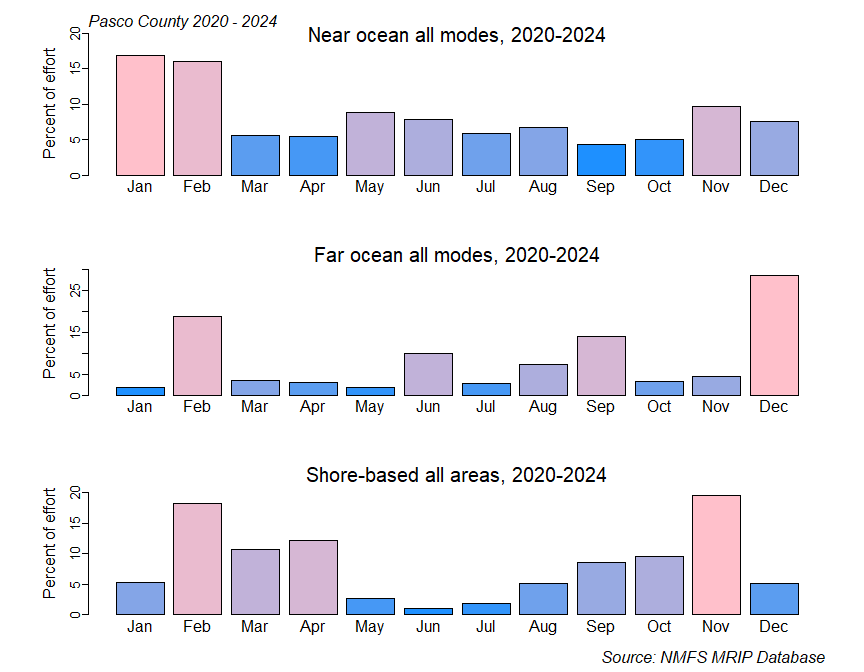 Pasco County 2020 - 2024
Near ocean all modes, 2020-2024
Percent of effort
20
15
10
5
0
Jan Feb Mar Apr May Jun Jul Aug Sep Oct Nov Dec
Far ocean all modes, 2020-2024
Percent of effort
25
15
5
0
Jan Feb Mar Apr May Jun Jul Aug Sep Oct Nov Dec
Shore-based all areas, 2020-2024
Percent of effort
20
15
10
5
0
Jan Feb Mar Apr May Jun Jul Aug Sep Oct Nov Dec
Source: NMFS MRIP Database